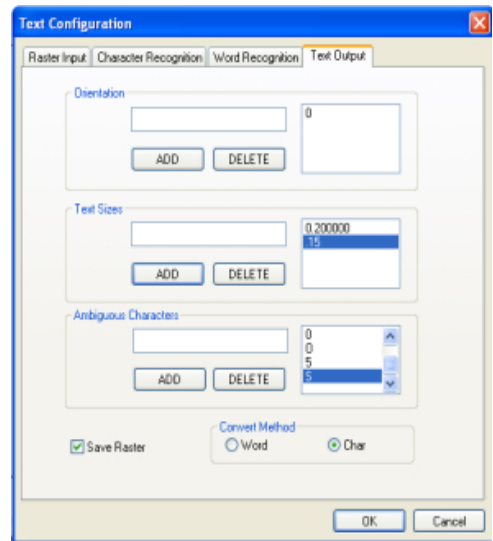 Text Configuration
Raster Input Character Recognition Word Recognition Text Output
Orientation
0
ADD DELETE
Text Sizes
0.200000
.15
ADD DELETE
Ambiguous Characters
0
O
5
5
ADD DELETE
Convert Method
Save Raster Word Char
OK Cancel